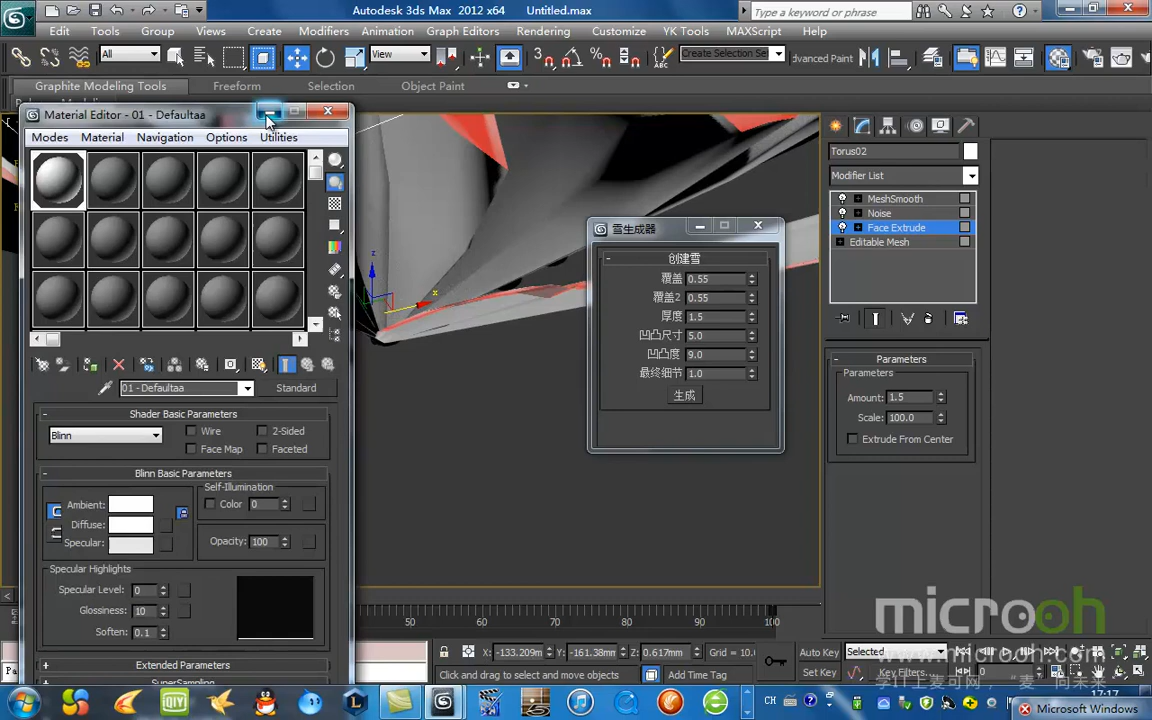 Autodesk 3ds Max 2012 x64 Untitled.max
Type a keyword or phrase
Edit Tools Group Views Create Modifiers Animation Graph Editors Rendering Customize YK Tools MAXScript Help
All View Create Selection Se Advanced Paint
Graphite Modeling Tools Freeform Selection Object Paint
Material Editor - 01 - Defaultaa
Modes Material Navigation Options Utilities
01 - Defaultaa Standard
Shader Basic Parameters
Blinn Wire 2-Sided
Face Map Faceted
Blinn Basic Parameters
Self-Illumination
Ambient: Color 0
Diffuse:
Specular: Opacity: 100
Specular Highlights
Specular Level: 0
Glossiness: 10
Soften: 0.1
Extended Parameters
SuperSampling
z
x
雪生成器
创建雪
覆盖 0.55
覆盖2 0.55
厚度 1.5
凹凸尺寸 5.0
凹凸度 9.0
最终细节 1.0
生成
Torus02
Modifier List
MeshSmooth
Noise
Face Extrude
Editable Mesh
Parameters
Parameters
Amount: 1.5
Scale: 100.0
Extrude From Center
microoh
www.microoh.com
50 60 70 80 90 100
X: -133.209m Y: -161.38mm Z: 0.617mm Grid = 10.0 Auto Key Selected
Click and drag to select and move objects Add Time Tag Set Key Key Filters... 0
CH 17:17
Microsoft Windows